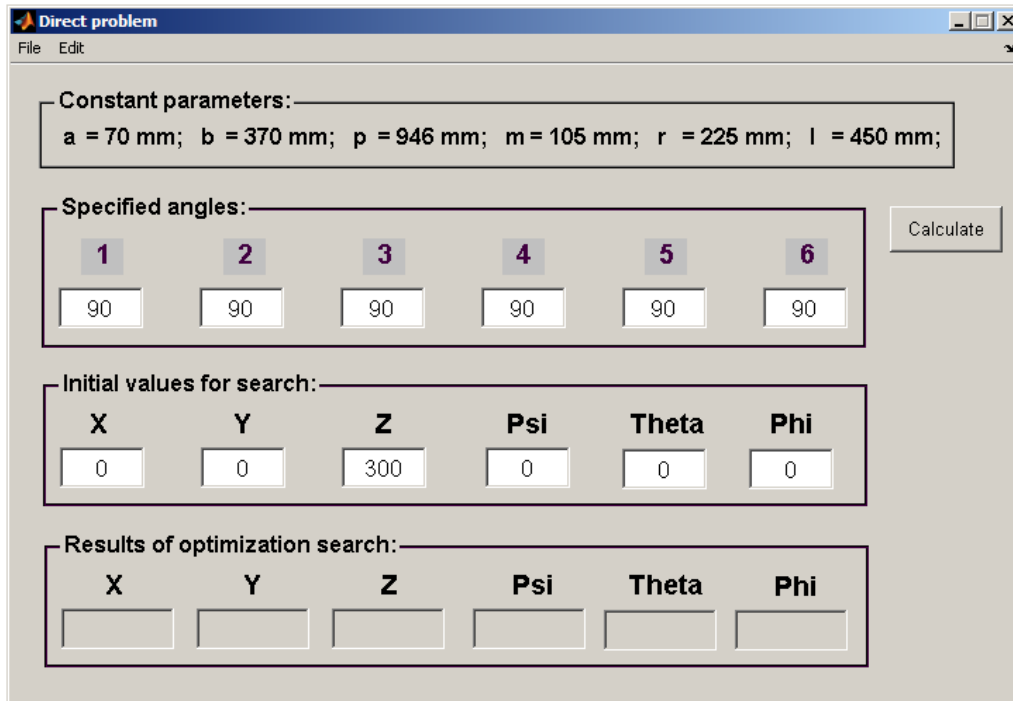 Direct problem
File Edit
Constant parameters:
a = 70 mm; b = 370 mm; p = 946 mm; m = 105 mm; r = 225 mm; l = 450 mm;
Specified angles:
Calculate
1 2 3 4 5 6
90 90 90 90 90 90
Initial values for search:
X Y Z Psi Theta Phi
0 0 300 0 0 0
Results of optimization search:
X Y Z Psi Theta Phi